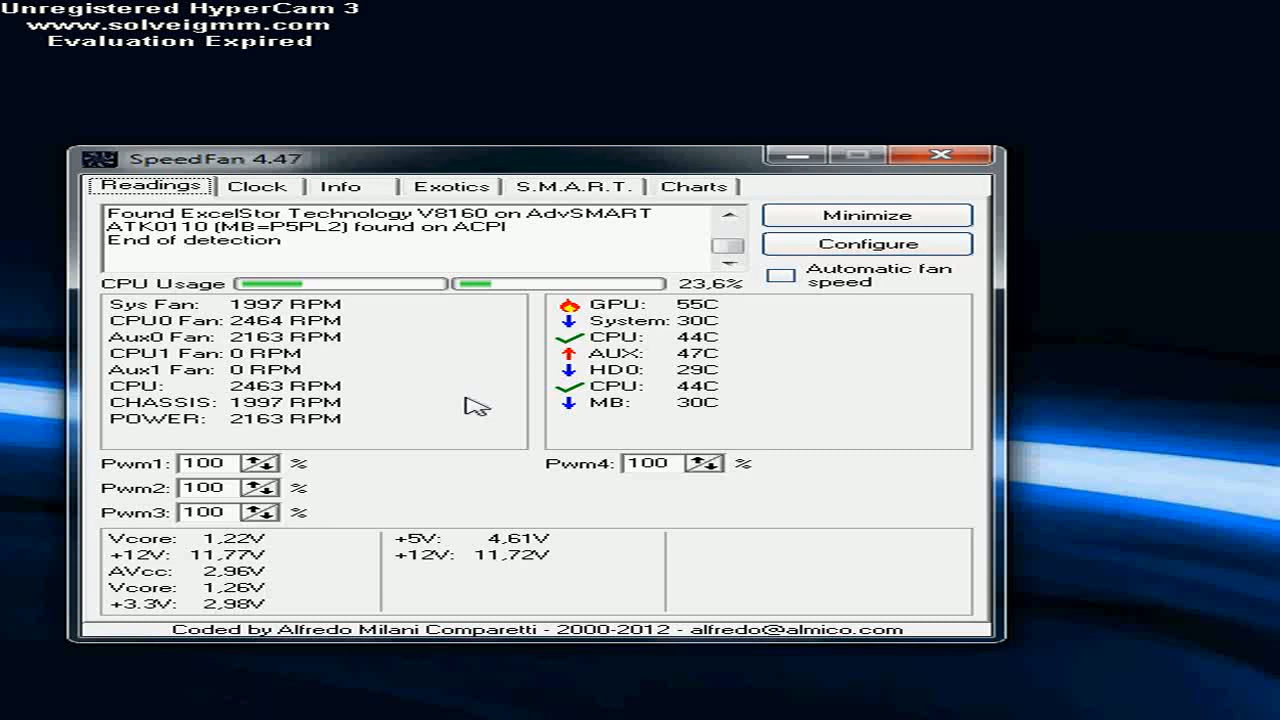 Unregistered HyperCam 3
www.solveigmm.com
Evaluation Expired
SpeedFan 4.47
Readings Clock Info Exotics S.M.A.R.T. Charts
Found ExcelStor Technology V8160 on AdvSMART
ATK0110 (MB=P5PL2) found on ACPI
End of detection
Minimize
Configure
Automatic fan
speed
CPU Usage 23,6%
Sys Fan: 1997 RPM
CPU0 Fan: 2464 RPM
Aux0 Fan: 2163 RPM
CPU1 Fan: 0 RPM
Aux1 Fan: 0 RPM
CPU: 2463 RPM
CHASSIS: 1997 RPM
POWER: 2163 RPM
GPU: 55C
System: 30C
CPU: 44C
AUX: 47C
HD0: 29C
CPU: 44C
MB: 30C
Pwm1: 100 %
Pwm2: 100 %
Pwm3: 100 %
Pwm4: 100 %
Vcore: 1,22V
+12V: 11,77V
AVcc: 2,96V
Vcore: 1,26V
+3.3V: 2,98V
+5V: 4,61V
+12V: 11,72V
Coded by Alfredo Milani Comparetti - 2000-2012 - alfredo@almico.com